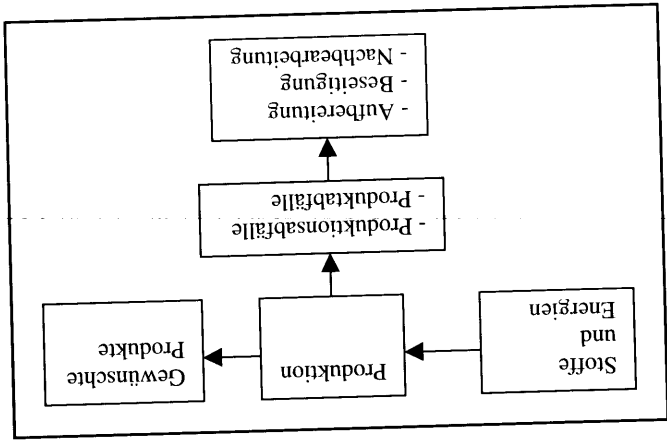 Stoffe
und
Energien
Produktion
Gewünschte
Produkte
- Produktionsabfälle
- Produktabfälle
- Aufbereitung
- Beseitigung
- Nachbearbeitung